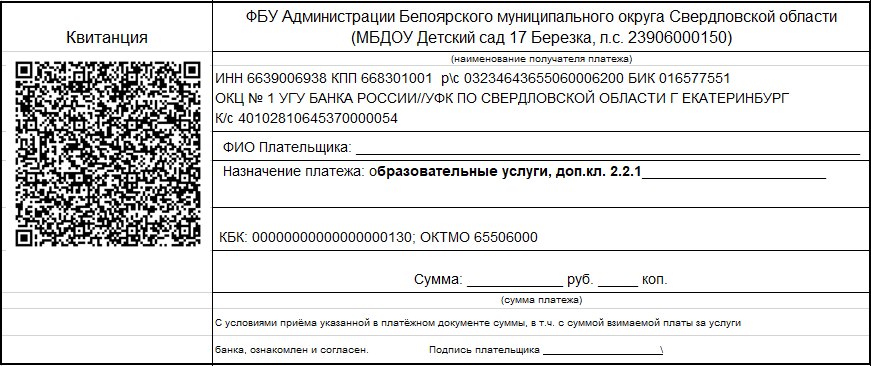 Квитанция
ФБУ Администрации Белоярского муниципального округа Свердловской области
(МБДОУ Детский сад 17 Березка, л.с. 23906000150)
(наименование получателя платежа)
ИНН 6639006938 КПП 668301001 р\с 03234643655060006200 БИК 016577551
ОКЦ № 1 УГУ БАНКА РОССИИ//УФК ПО СВЕРДЛОВСКОЙ ОБЛАСТИ Г ЕКАТЕРИНБУРГ
К/с 40102810645370000054
ФИО Плательщика: ____________________
Назначение платежа: образовательные услуги, доп.кл. 2.2.1____________________
КБК: 00000000000000000130; ОКТМО 65506000
Сумма: ____________ руб. _____ коп.
(сумма платежа)
С условиями приёма указанной в платёжном документе суммы, в т.ч. с суммой взимаемой платы за услуги
банка, ознакомлен и согласен. Подпись плательщика ____________________\